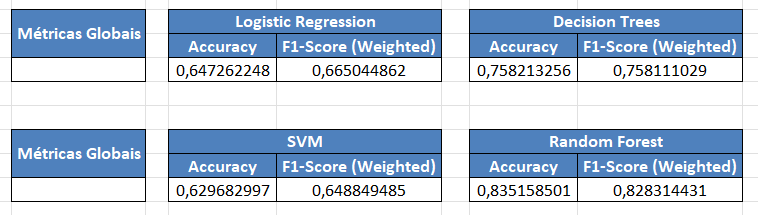 Métricas Globais
Logistic Regression
Decision Trees
Accuracy
F1-Score (Weighted)
Accuracy
F1-Score (Weighted)
0,647262248
0,665044862
0,758213256
0,758111029
Métricas Globais
SVM
Random Forest
Accuracy
F1-Score (Weighted)
Accuracy
F1-Score (Weighted)
0,629682997
0,648849485
0,835158501
0,828314431